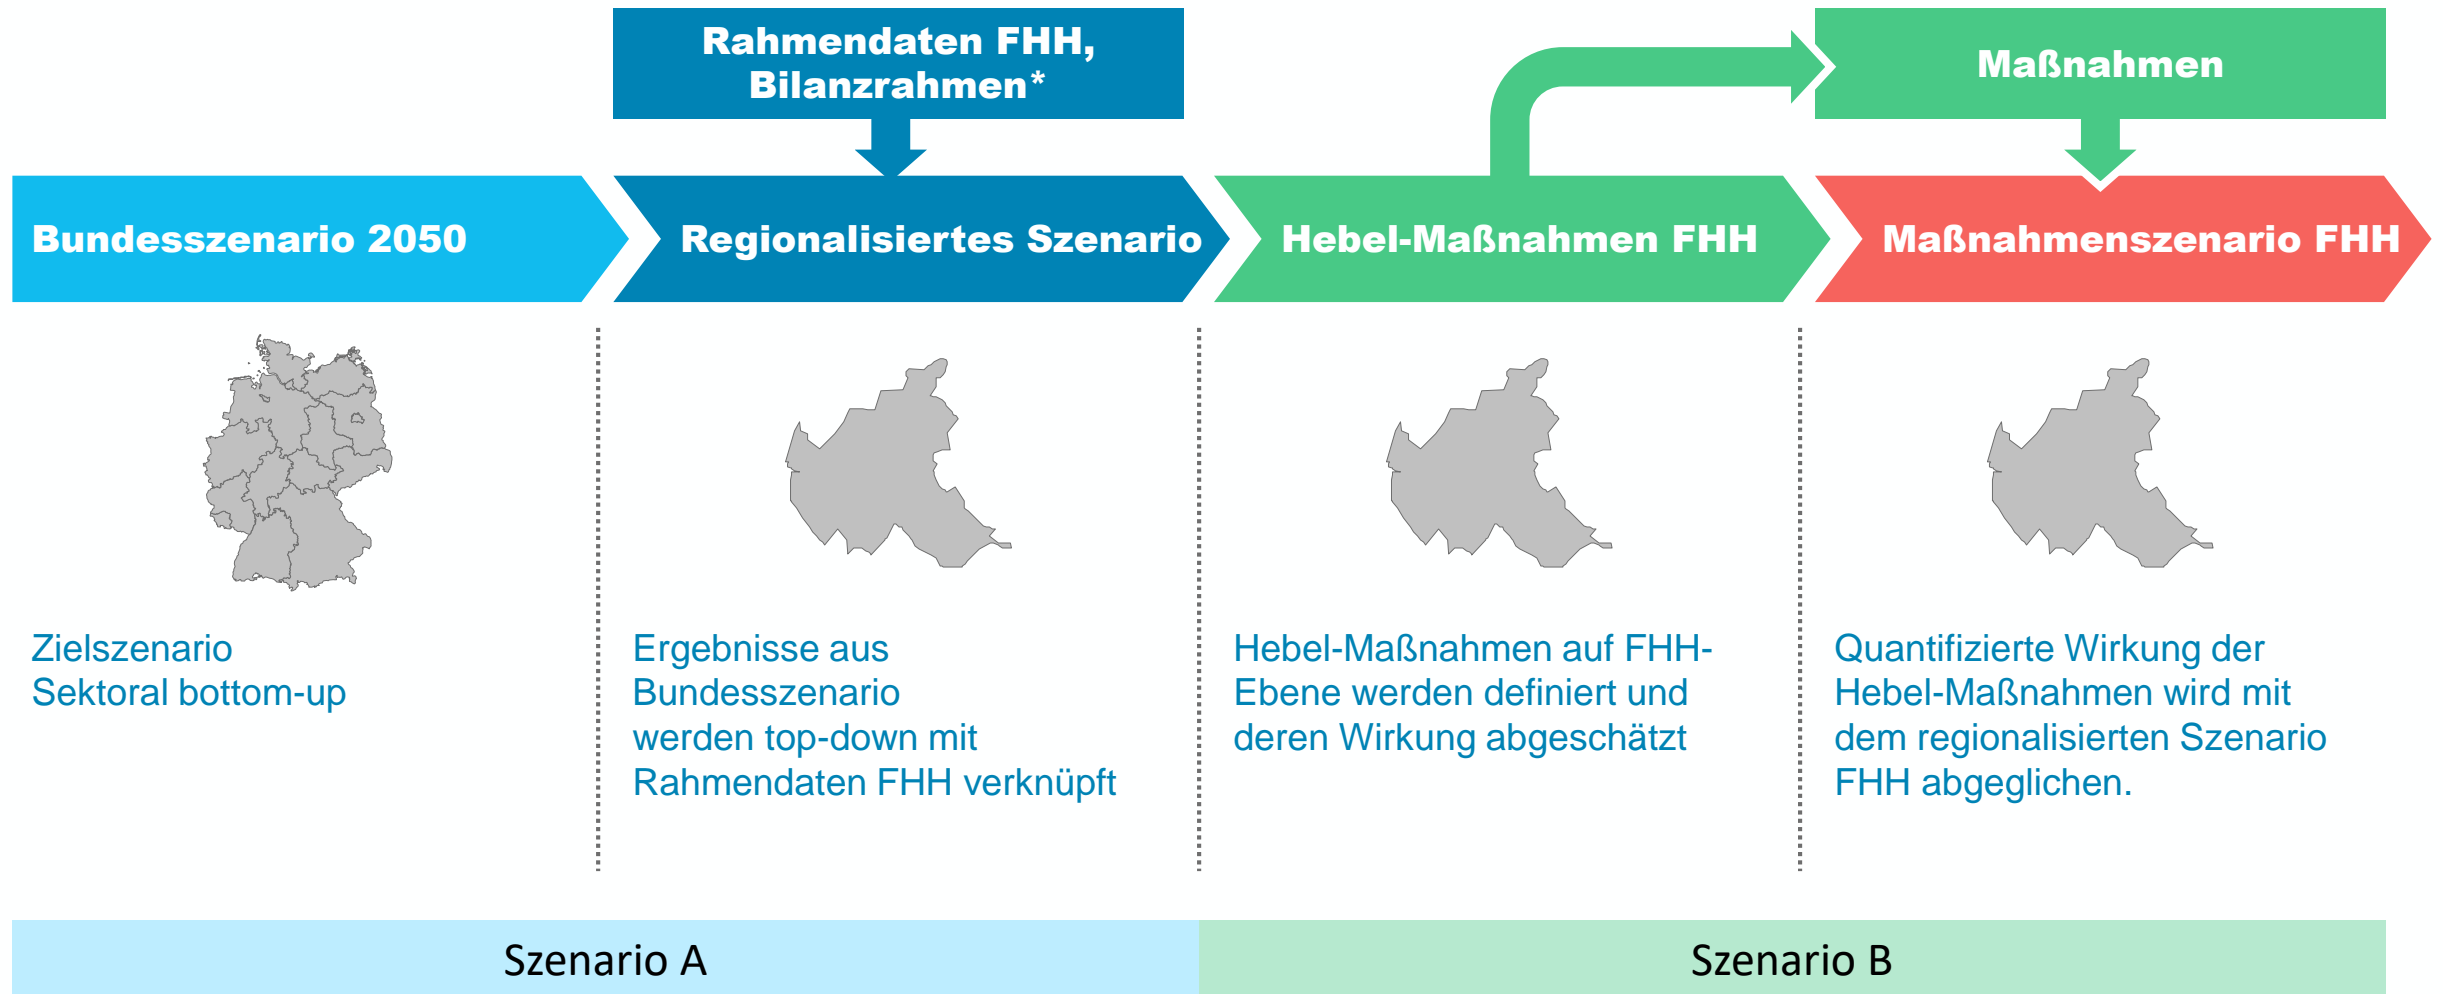 Rahmendaten FHH,
Bilanzrahmen*
Maßnahmen
Bundesszenario 2050
Regionalisiertes Szenario
Hebel-Maßnahmen FHH
Maßnahmenszenario FHH
Zielszenario
Sektoral bottom-up
Ergebnisse aus
Bundesszenario
werden top-down mit
Rahmendaten FHH verknüpft
Hebel-Maßnahmen auf FHH-
Ebene werden definiert und
deren Wirkung abgeschätzt
Quantifizierte Wirkung der
Hebel-Maßnahmen wird mit
dem regionalisierten Szenario
FHH abgeglichen.
Szenario A
Szenario B